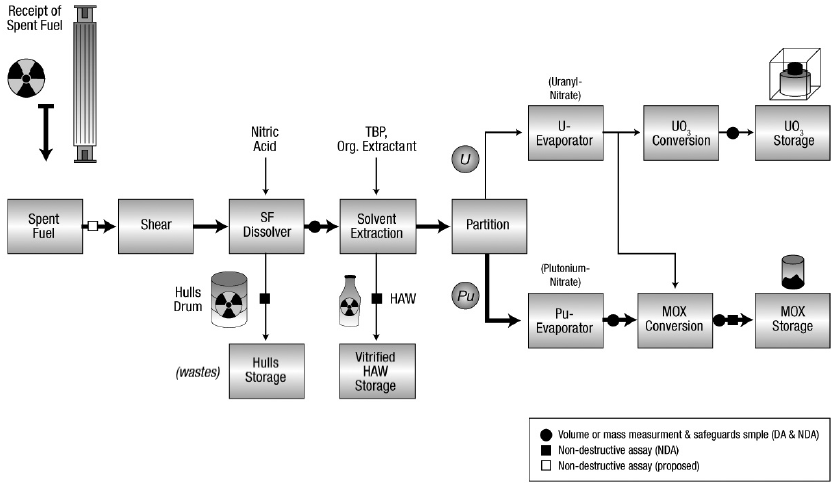 Receipt of
Spent Fuel
Nitric
Acid
TBP,
Org. Extractant
(Uranyl-
Nitrate)
U
U-
Evaporator
UO3
Conversion
UO3
Storage
Spent
Fuel
Shear
SF
Dissolver
Solvent
Extraction
Partition
Hulls
Drum
HAW
Pu
(Plutonium-
Nitrate)
Pu-
Evaporator
MOX
Conversion
MOX
Storage
(wastes)
Hulls
Storage
Vitrified
HAW
Storage
Volume or mass measurment & safeguards smple (DA & NDA)
Non-destructive assay (NDA)
Non-destructive assay (proposed)